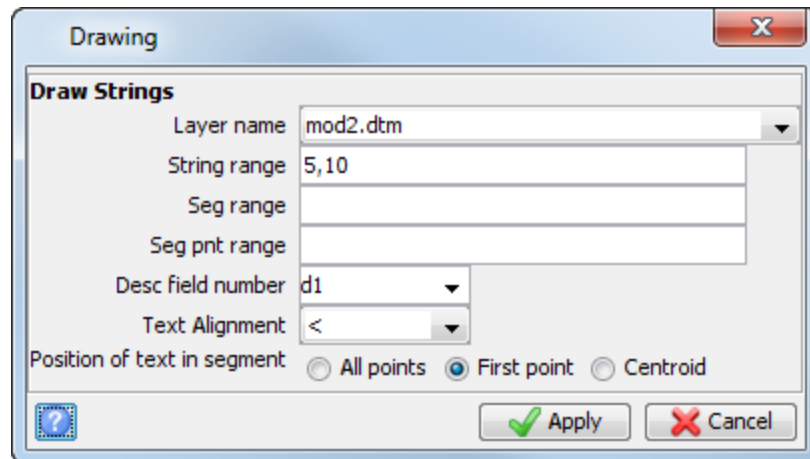 Drawing
Draw Strings
Layer name mod2.dtm
String range 5,10
Seg range
Seg pnt range
Desc field number d1
Text Alignment <
Position of text in segment All points First point Centroid
? Apply Cancel